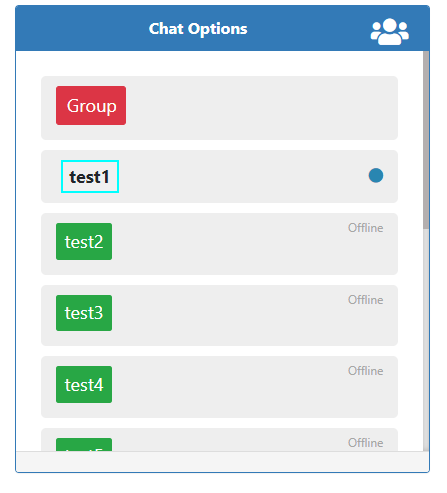 Chat Options
Group
test1
Offline
test2
Offline
test3
Offline
test4
Offline